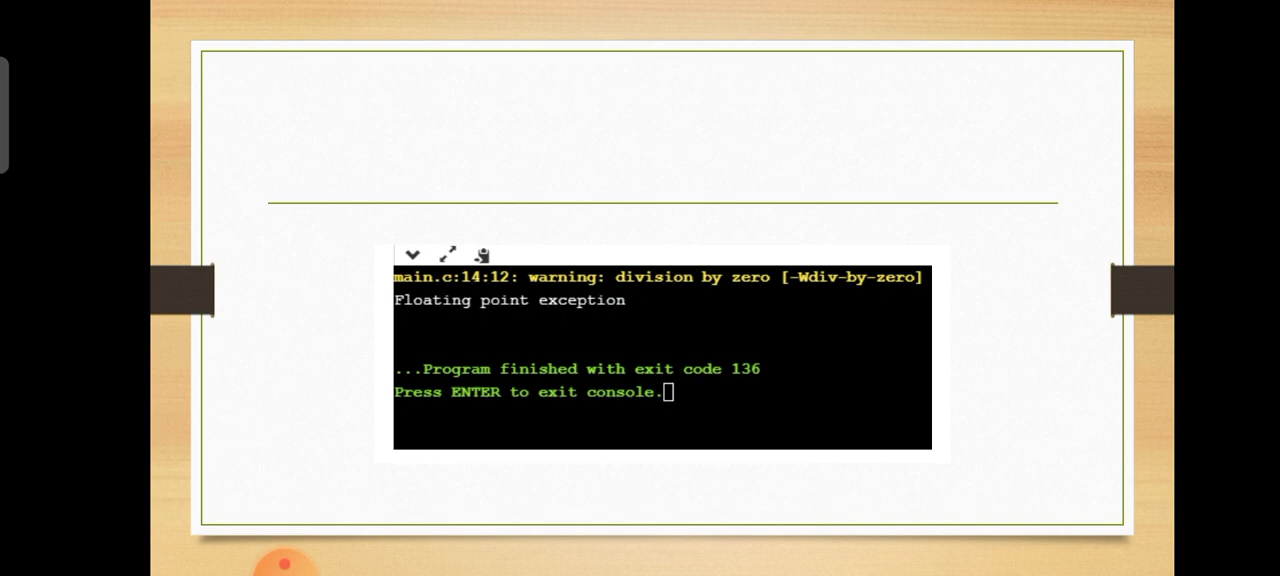 main.c:14:12: warning: division by zero [-Wdiv-by-zero]
Floating point exception
...Program finished with exit code 136
Press ENTER to exit console.